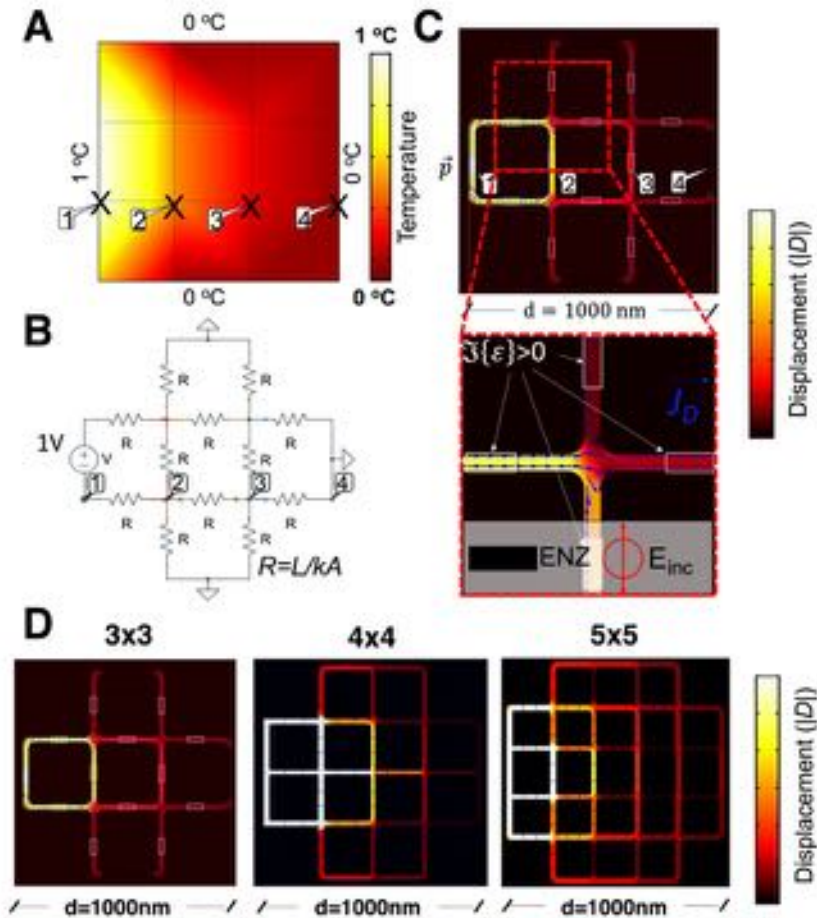 A
0 ºC
1 ºC
1 ºC
0 ºC
Temperature
1
2
3
4
0 ºC
0 ºC
B
R
R
R
R
R
1V
V
R
R
1
2
3
4
R
R
R
R
R
R=L/kA
C
1
2
3
4
d = 1000 nm
Displacement (|D|)
ℑ{ε}>0
J_D
ENZ
E_inc
D
3x3
4x4
5x5
Displacement (|D|)
d=1000nm
d=1000nm
d=1000nm